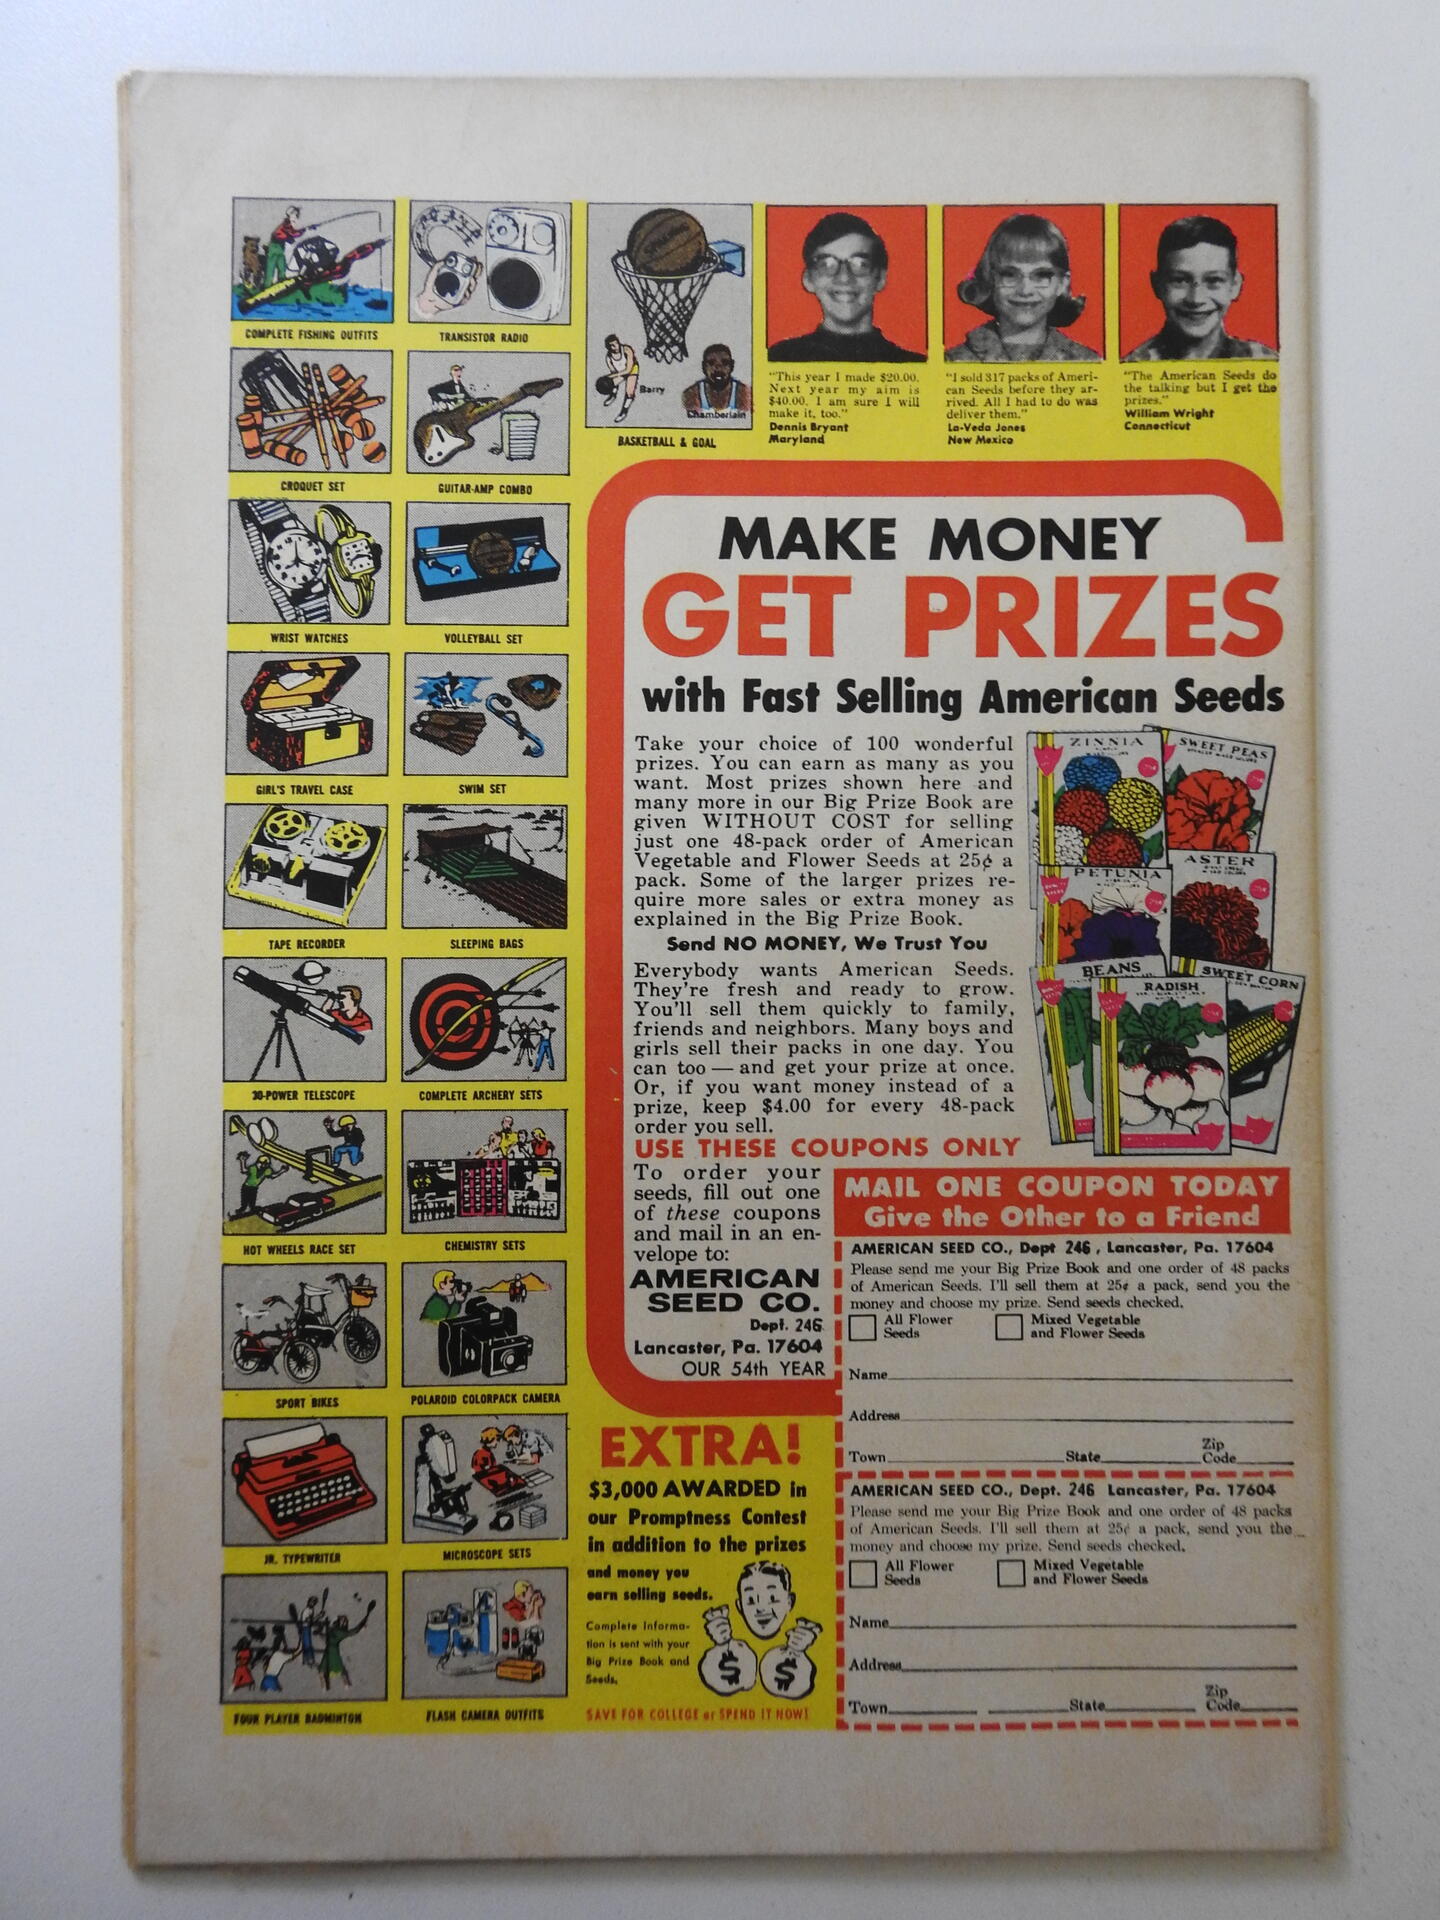 COMPLETE FISHING OUTFITS
TRANSISTOR RADIO
Barry
Chamberlain
BASKETBALL & GOAL
"This year I made $20.00.
Next year my aim is
$40.00. I am sure I will
make it, too."
Dennis Bryant
Maryland
"I sold 317 packs of Ameri-
can Seeds before they ar-
rived. All I had to do was
deliver them."
La-Veda Jones
New Mexico
"The American Seeds do
the talking but I get the
prizes."
William Wright
Connecticut
CROQUET SET
GUITAR-AMP COMBO
WRIST WATCHES
VOLLEYBALL SET
GIRL'S TRAVEL CASE
SWIM SET
TAPE RECORDER
SLEEPING BAGS
30-POWER TELESCOPE
COMPLETE ARCHERY SETS
HOT WHEELS RACE SET
CHEMISTRY SETS
SPORT BIKES
POLAROID COLORPACK CAMERA
JR. TYPEWRITER
MICROSCOPE SETS
FOUR PLAYER BADMINTON
FLASH CAMERA OUTFITS
MAKE MONEY
GET PRIZES
with Fast Selling American Seeds
Take your choice of 100 wonderful
prizes. You can earn as many as you
want. Most prizes shown here and
many more in our Big Prize Book are
given WITHOUT COST for selling
just one 48-pack order of American
Vegetable and Flower Seeds at 25¢ a
pack. Some of the larger prizes re-
quire more sales or extra money as
explained in the Big Prize Book.
Send NO MONEY, We Trust You
Everybody wants American Seeds.
They're fresh and ready to grow.
You'll sell them quickly to family,
friends and neighbors. Many boys and
girls sell their packs in one day. You
can too — and get your prize at once.
Or, if you want money instead of a
prize, keep $4.00 for every 48-pack
order you sell.
ZINNIA
SWEET PEAS
PETUNIA
ASTER
BEANS
RADISH
SWEET CORN
USE THESE COUPONS ONLY
To order your
seeds, fill out one
of these coupons
and mail in an en-
velope to:
AMERICAN
SEED CO.
Dept. 246
Lancaster, Pa. 17604
OUR 54th YEAR
MAIL ONE COUPON TODAY
Give the Other to a Friend
AMERICAN SEED CO., Dept 246, Lancaster, Pa. 17604
Please send me your Big Prize Book and one order of 48 packs
of American Seeds. I'll sell them at 25¢ a pack, send you the
money and choose my prize. Send seeds checked.
All Flower Seeds
Mixed Vegetable and Flower Seeds
Name
Address
Town State Zip Code
AMERICAN SEED CO., Dept. 246 Lancaster, Pa. 17604
Please send me your Big Prize Book and one order of 48 packs
of American Seeds. I'll sell them at 25¢ a pack, send you the
money and choose my prize. Send seeds checked.
All Flower Seeds
Mixed Vegetable and Flower Seeds
Name
Address
Town State Zip Code
EXTRA!
$3,000 AWARDED in
our Promptness Contest
in addition to the prizes
and money you
earn selling seeds.
Complete Informa-
tion is sent with your
Big Prize Book and
Seeds.
$ $
SAVE FOR COLLEGE or SPEND IT NOW!